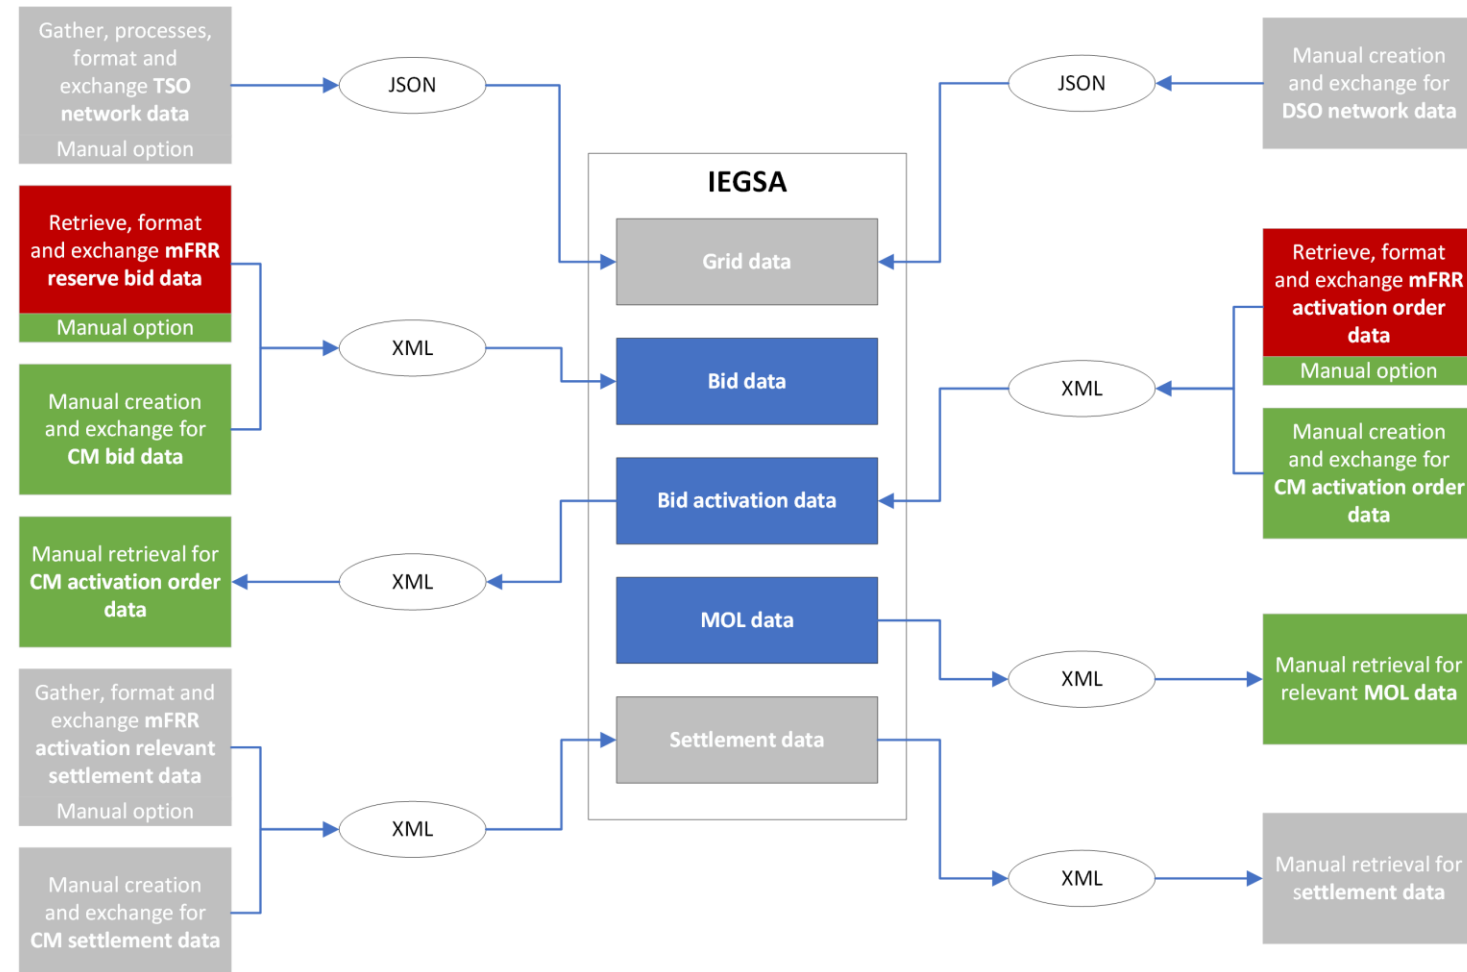 Gather, processes,
format and
exchange TSO
network data
Manual option
JSON
JSON
Manual creation
and exchange for
DSO network data
IEGSA
Retrieve, format
and exchange mFRR
reserve bid data
Manual option
Grid data
Retrieve, format
and exchange mFRR
activation order
data
Manual option
XML
Bid data
XML
Manual creation
and exchange for
CM bid data
Manual creation
and exchange for
CM activation order
data
Bid activation data
Manual retrieval for
CM activation order
data
XML
MOL data
XML
Manual retrieval for
relevant MOL data
Gather, format and
exchange mFRR
activation relevant
settlement data
Manual option
Settlement data
XML
XML
Manual retrieval for
settlement data
Manual creation
and exchange for
CM settlement data